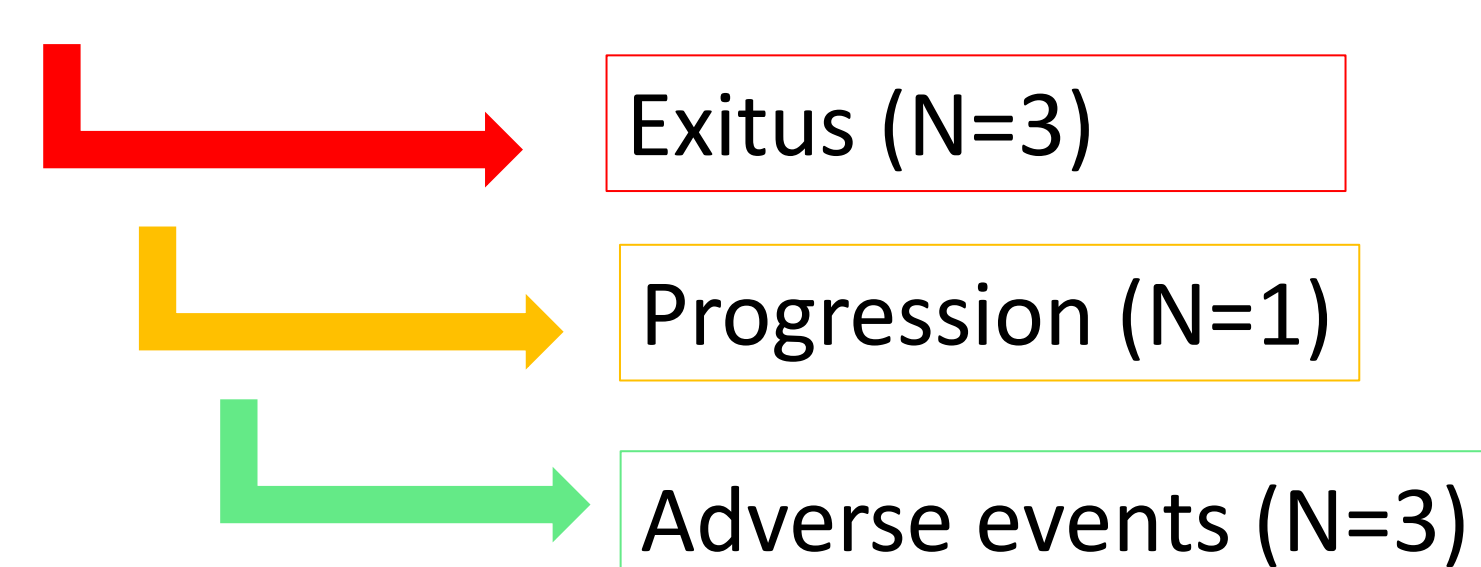 Exitus (N=3)
Progression (N=1)
Adverse events (N=3)